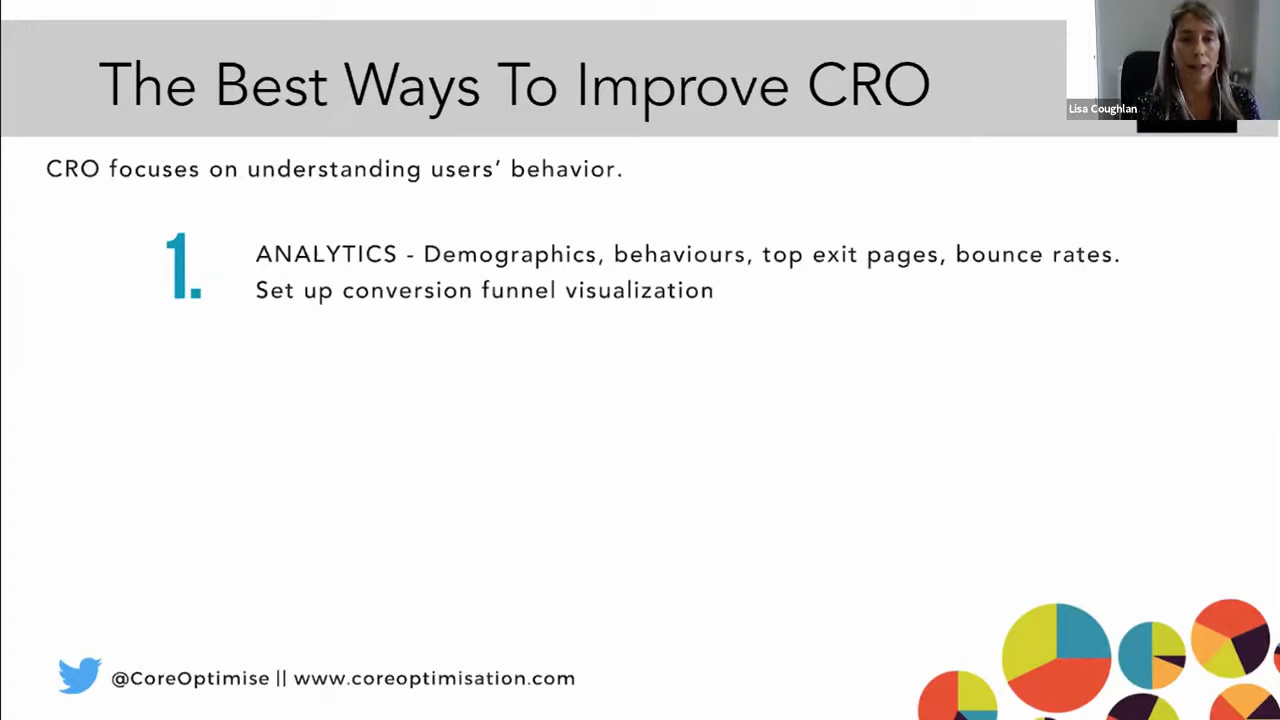 The Best Ways To Improve CRO
Lisa Coughlan
CRO focuses on understanding users’ behavior.
1.
ANALYTICS - Demographics, behaviours, top exit pages, bounce rates.
Set up conversion funnel visualization
@CoreOptimise || www.coreoptimisation.com